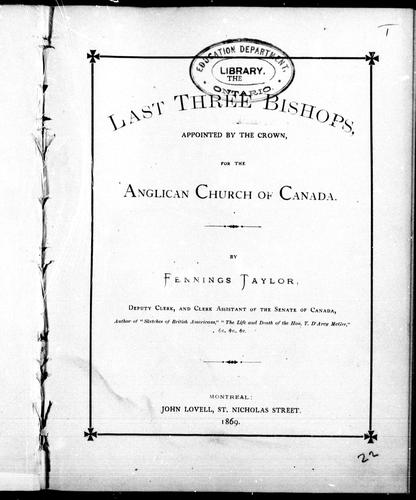 1
EDUCATION DEPARTMENT,
LIBRARY.
THE
ONTARIO.
LAST THREE BISHOPS,
APPOINTED BY THE CROWN,
FOR THE
ANGLICAN CHURCH OF CANADA.
BY
FENNINGS TAYLOR,
DEPUTY CLERK, AND CLERK ASSISTANT OF THE SENATE OF CANADA,
Author of "Sketches of British Americans," "The Life and Death of the Hon. T. D'Arcy McGee,"
&c., &c., &c.
MONTREAL:
JOHN LOVELL, ST. NICHOLAS STREET.
1869.
22